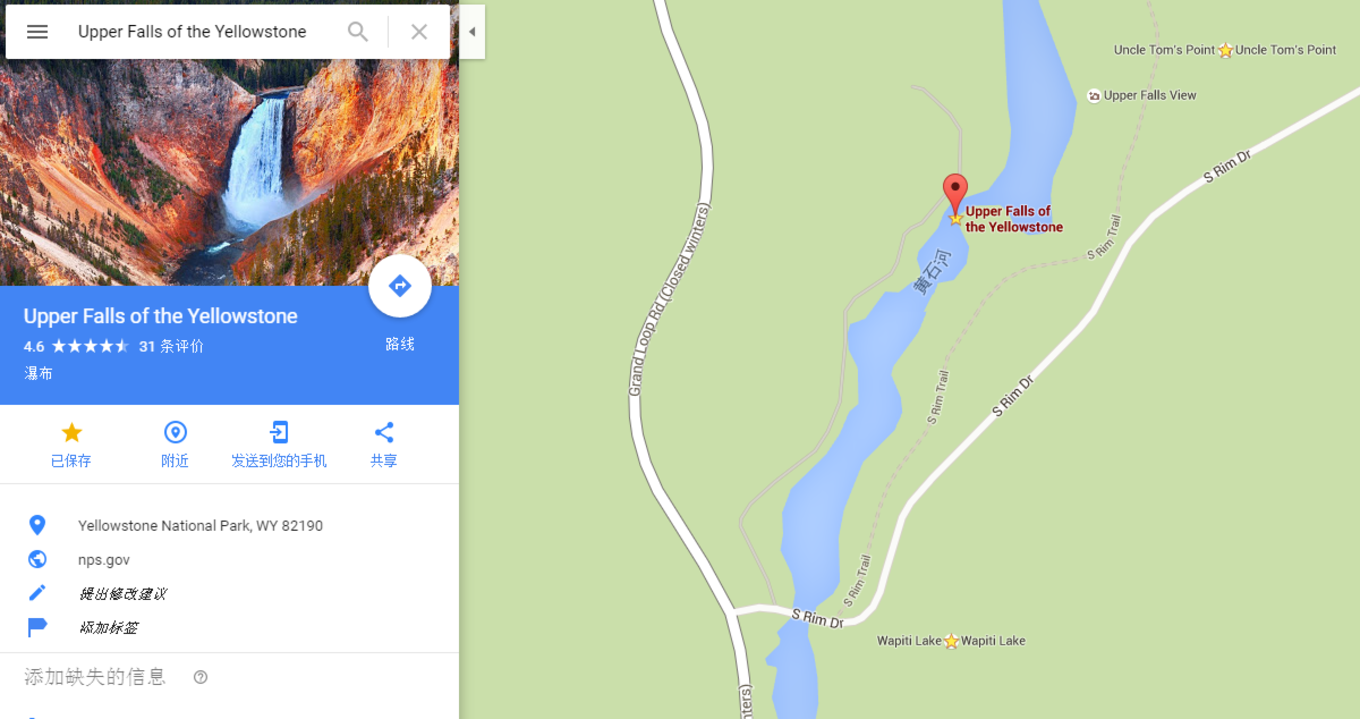 Upper Falls of the Yellowstone
Upper Falls of the Yellowstone
4.6 31 条评价
瀑布
路线
已保存
附近
发送到您的手机
共享
Yellowstone National Park, WY 82190
nps.gov
提出修改建议
添加标签
添加缺失的信息
Uncle Tom's Point Uncle Tom's Point
Upper Falls View
S Rim Dr
Upper Falls of
the Yellowstone
S Rim Trail
黄石河
Grand Loop Rd (Closed winters)
S Rim Trail
S Rim Dr
S Rim Trail
S Rim Dr
Wapiti Lake Wapiti Lake
nters)